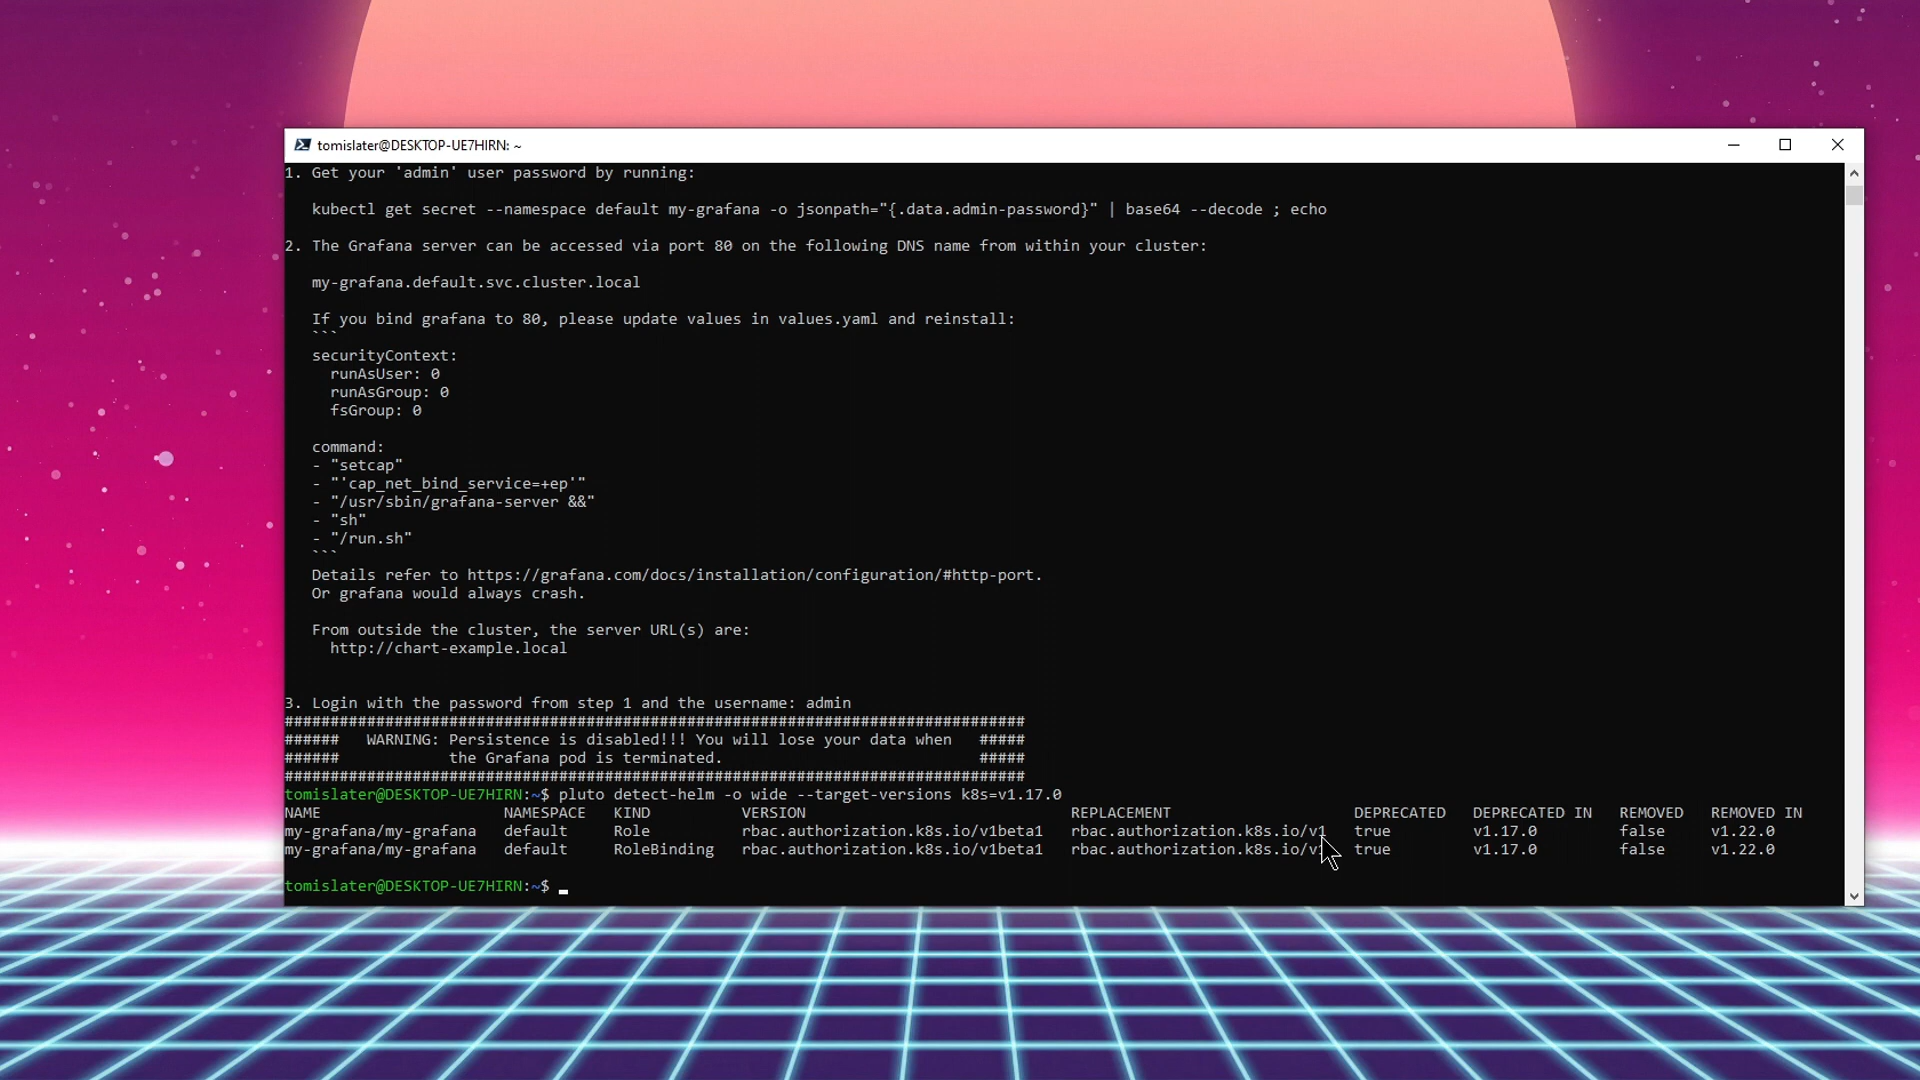 tomislater@DESKTOP-UE7HIRN: ~
1. Get your 'admin' user password by running:
kubectl get secret --namespace default my-grafana -o jsonpath="{.data.admin-password}" | base64 --decode ; echo
2. The Grafana server can be accessed via port 80 on the following DNS name from within your cluster:
my-grafana.default.svc.cluster.local
If you bind grafana to 80, please update values in values.yaml and reinstall:
```
securityContext:
  runAsUser: 0
  runAsGroup: 0
  fsGroup: 0
command:
- "setcap"
- "'cap_net_bind_service=+ep'"
- "/usr/sbin/grafana-server &&"
- "sh"
- "/run.sh"
```
Details refer to https://grafana.com/docs/installation/configuration/#http-port.
Or grafana would always crash.
From outside the cluster, the server URL(s) are:
  http://chart-example.local
3. Login with the password from step 1 and the username: admin
#################################################################################
######   WARNING: Persistence is disabled!!! You will lose your data when   #####
######            the Grafana pod is terminated.                            #####
#################################################################################
tomislater@DESKTOP-UE7HIRN:~$ pluto detect-helm -o wide --target-versions k8s=v1.17.0
NAME                    NAMESPACE   KIND          VERSION                             REPLACEMENT                    DEPRECATED   DEPRECATED IN   REMOVED   REMOVED IN
my-grafana/my-grafana   default     Role          rbac.authorization.k8s.io/v1beta1   rbac.authorization.k8s.io/v1   true         v1.17.0         false     v1.22.0
my-grafana/my-grafana   default     RoleBinding   rbac.authorization.k8s.io/v1beta1   rbac.authorization.k8s.io/v1   true         v1.17.0         false     v1.22.0
tomislater@DESKTOP-UE7HIRN:~$